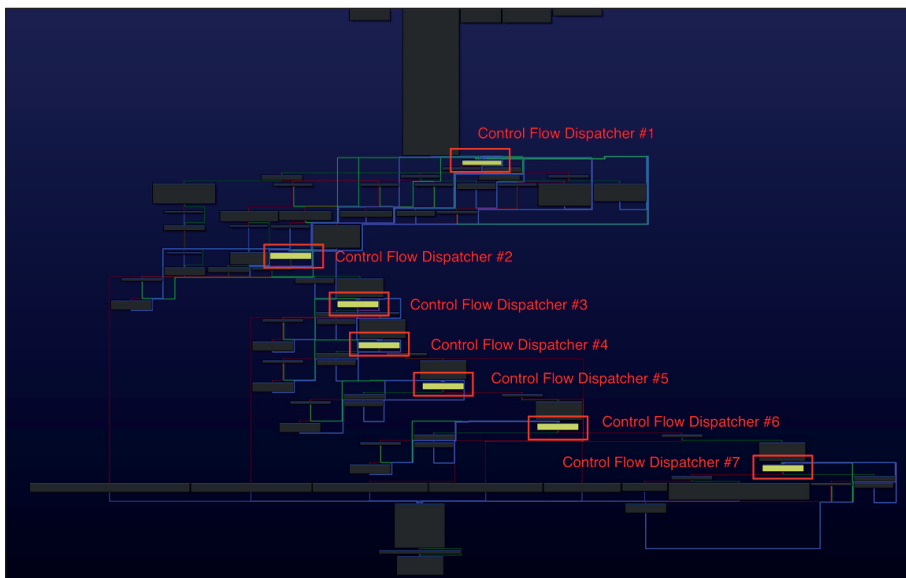 Control Flow Dispatcher #1
Control Flow Dispatcher #2
Control Flow Dispatcher #3
Control Flow Dispatcher #4
Control Flow Dispatcher #5
Control Flow Dispatcher #6
Control Flow Dispatcher #7